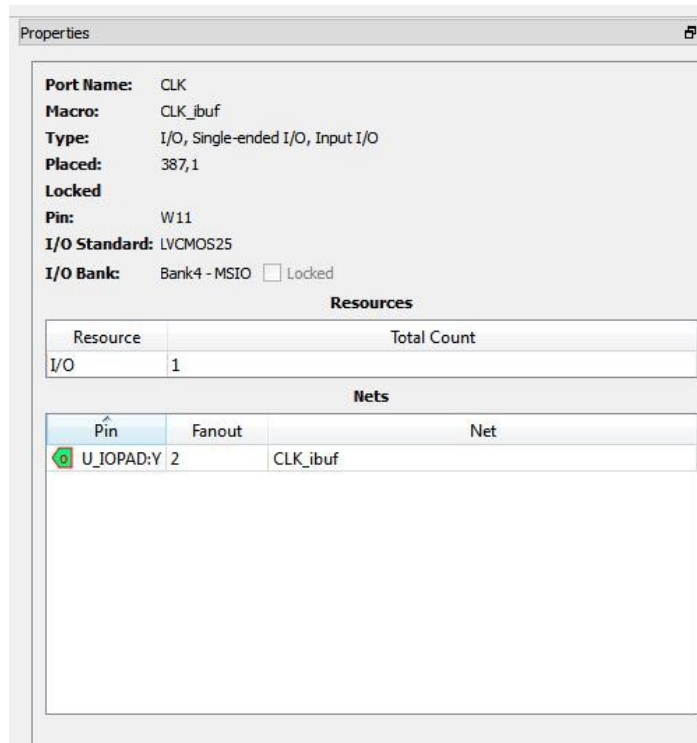 Properties
Port Name: CLK
Macro: CLK_ibuf
Type: I/O, Single-ended I/O, Input I/O
Placed: 387,1
Locked
Pin: W11
I/O Standard: LVCMOS25
I/O Bank: Bank4 - MSIO Locked
Resources
Resource Total Count
I/O 1
Nets
Pin Fanout Net
O U_IOPAD:Y 2 CLK_ibuf